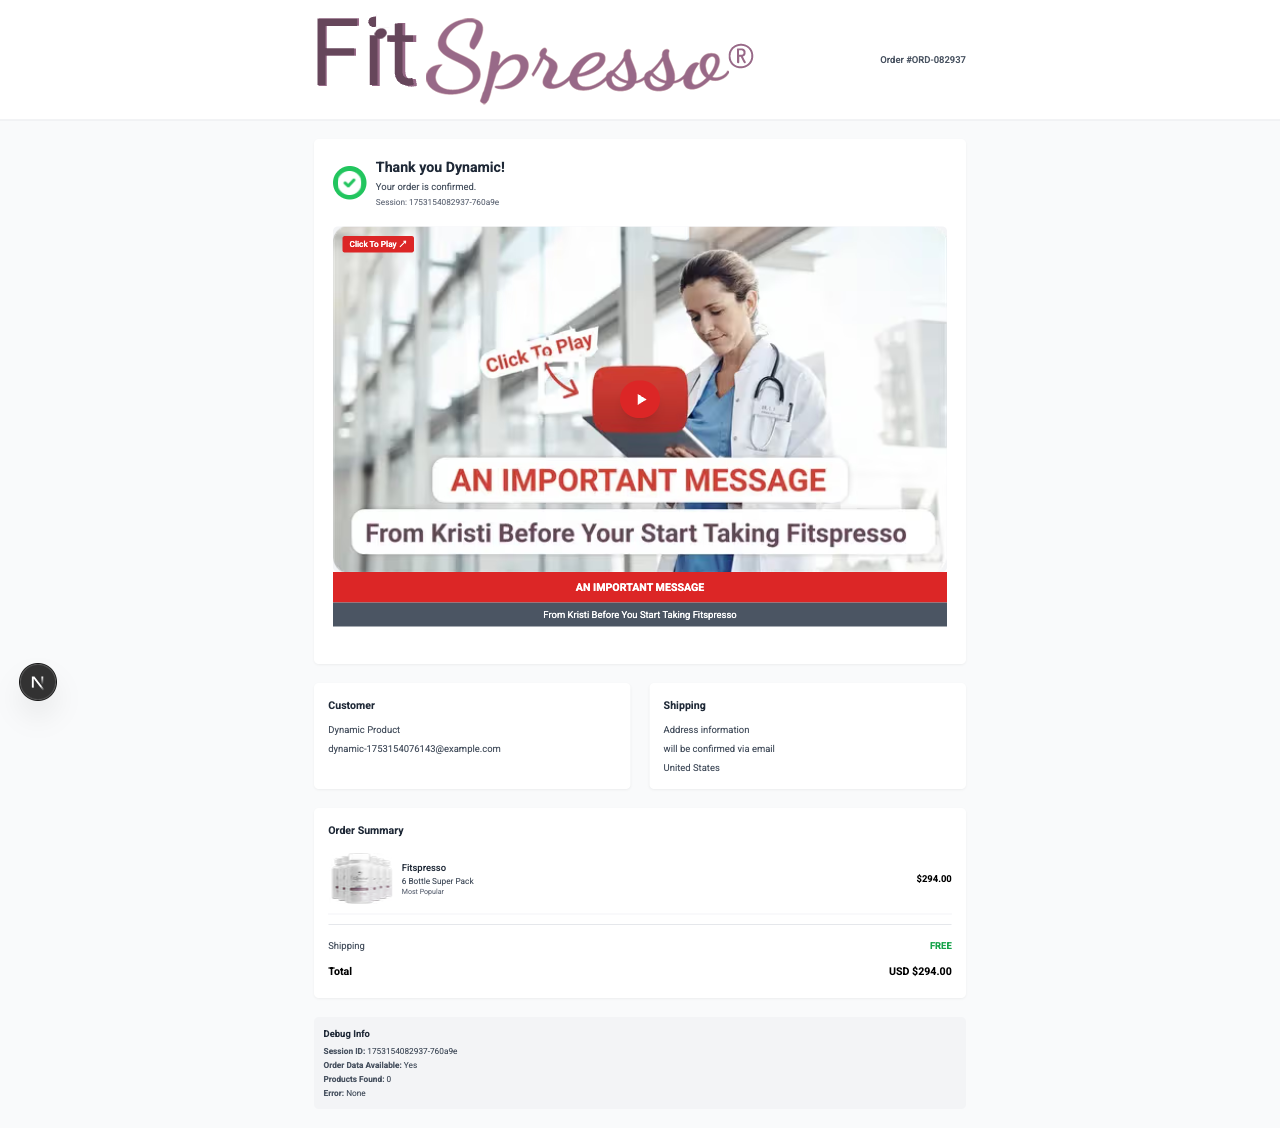 FitSpresso®
Order #ORD-082937
Thank you Dynamic!
Your order is confirmed.
Session: 1753154082937-760a9e
Click To Play ↗
Click To Play
AN IMPORTANT MESSAGE
From Kristi Before Your Start Taking Fitspresso
AN IMPORTANT MESSAGE
From Kristi Before You Start Taking Fitspresso
N
Customer
Dynamic Product
dynamic-1753154076143@example.com
Shipping
Address information
will be confirmed via email
United States
Order Summary
Fitspresso
6 Bottle Super Pack
Most Popular
$294.00
Shipping
FREE
Total
USD $294.00
Debug Info
Session ID: 1753154082937-760a9e
Order Data Available: Yes
Products Found: 0
Error: None